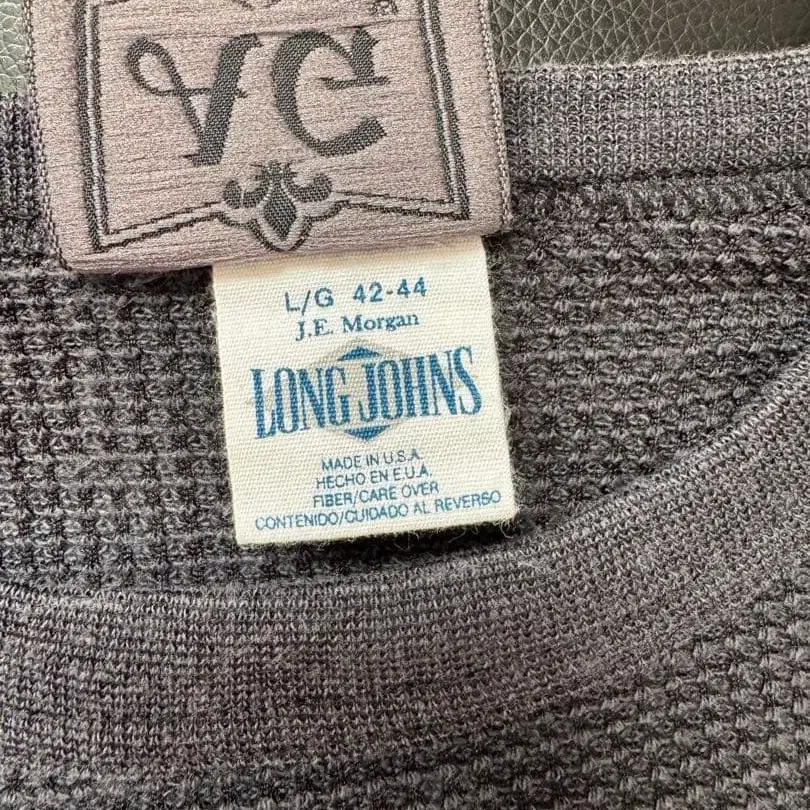 L/G 42-44
J.E. Morgan
LONG JOHNS
MADE IN U.S.A.
HECHO EN E.U.A.
FIBER/CARE OVER
CONTENIDO/CUIDADO AL REVERSO